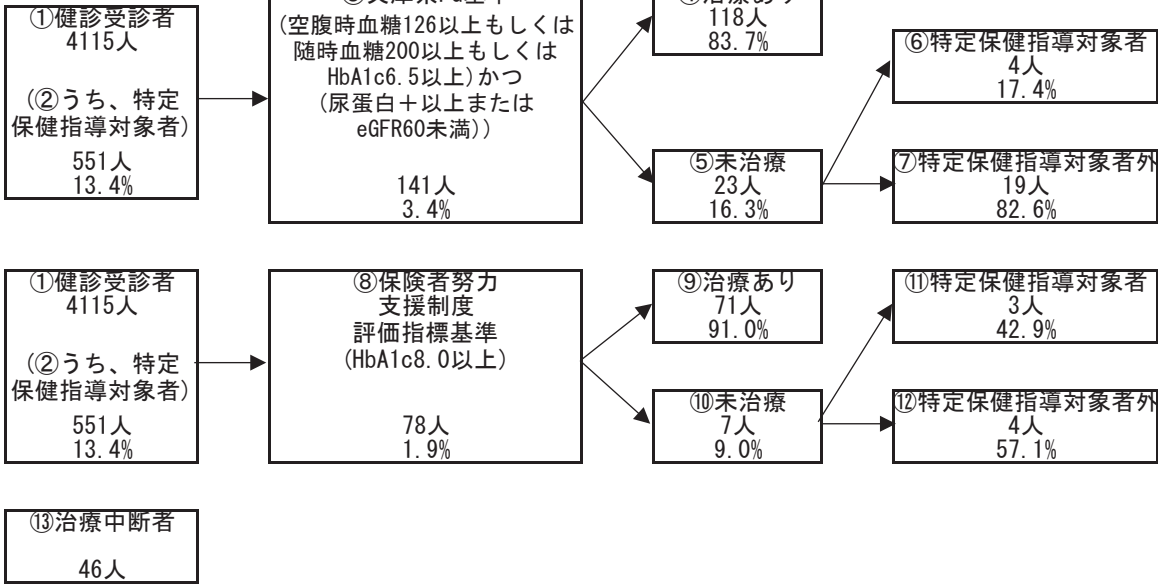 ①健診受診者
4115人
(②うち、特定
保健指導対象者)
551人
13.4%
(空腹時血糖126以上もしくは
随時血糖200以上もしくは
HbA1c6.5以上)かつ
(尿蛋白+以上または
eGFR60未満))
141人
3.4%
118人
83.7%
⑤未治療
23人
16.3%
⑥特定保健指導対象者
4人
17.4%
⑦特定保健指導対象者外
19人
82.6%
①健診受診者
4115人
(②うち、特定
保健指導対象者)
551人
13.4%
⑧保険者努力
支援制度
評価指標基準
(HbA1c8.0以上)
78人
1.9%
⑨治療あり
71人
91.0%
⑩未治療
7人
9.0%
⑪特定保健指導対象者
3人
42.9%
⑫特定保健指導対象者外
4人
57.1%
⑬治療中断者
46人